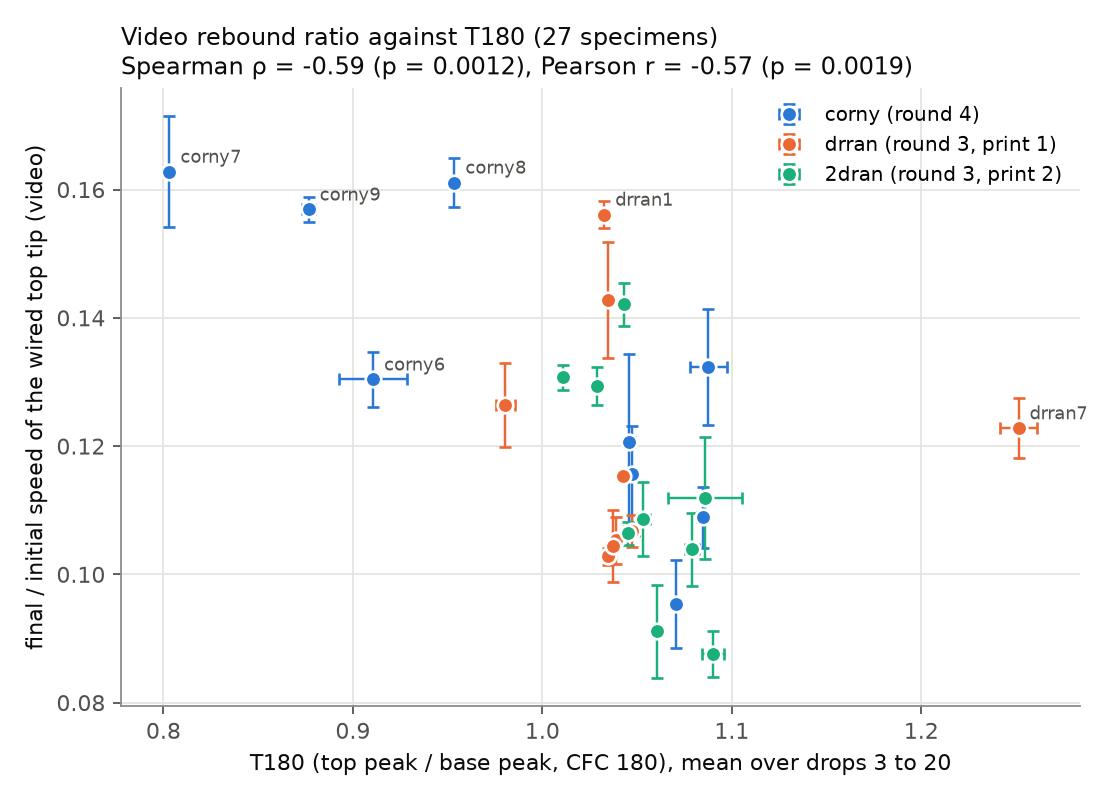 Video rebound ratio against T180 (27 specimens)
Spearman ρ = -0.59 (p = 0.0012), Pearson r = -0.57 (p = 0.0019)
corny (round 4)
drran (round 3, print 1)
2dran (round 3, print 2)
corny7
corny8
corny9
drran1
corny6
drran7
final / initial speed of the wired top tip (video)
0.16
0.14
0.12
0.10
0.08
0.8
0.9
1.0
1.1
1.2
T180 (top peak / base peak, CFC 180), mean over drops 3 to 20